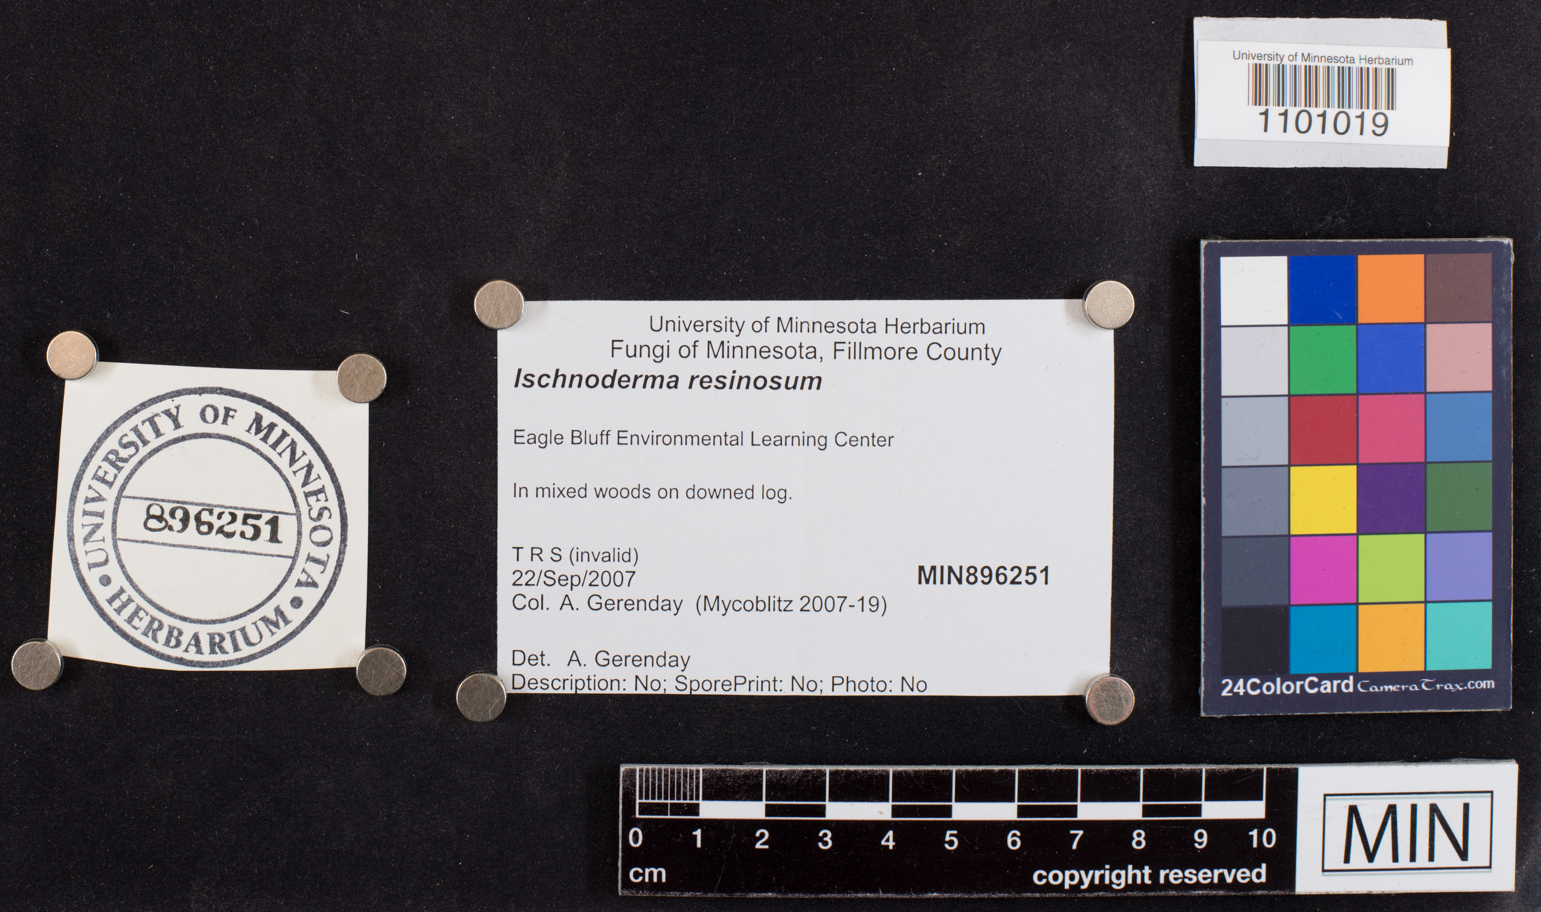 University of Minnesota Herbarium
1101019
University of Minnesota Herbarium
Fungi of Minnesota, Fillmore County
Ischnoderma resinosum
Eagle Bluff Environmental Learning Center
In mixed woods on downed log.
T R S (invalid)
22/Sep/2007
MIN896251
Col. A. Gerenday (Mycoblitz 2007-19)
Det. A. Gerenday
Description: No; SporePrint: No; Photo: No
UNIVERSITY OF MINNESOTA
896251
HERBARIUM
24ColorCard CameraTrax.com
0 1 2 3 4 5 6 7 8 9 10
cm
copyright reserved
MIN